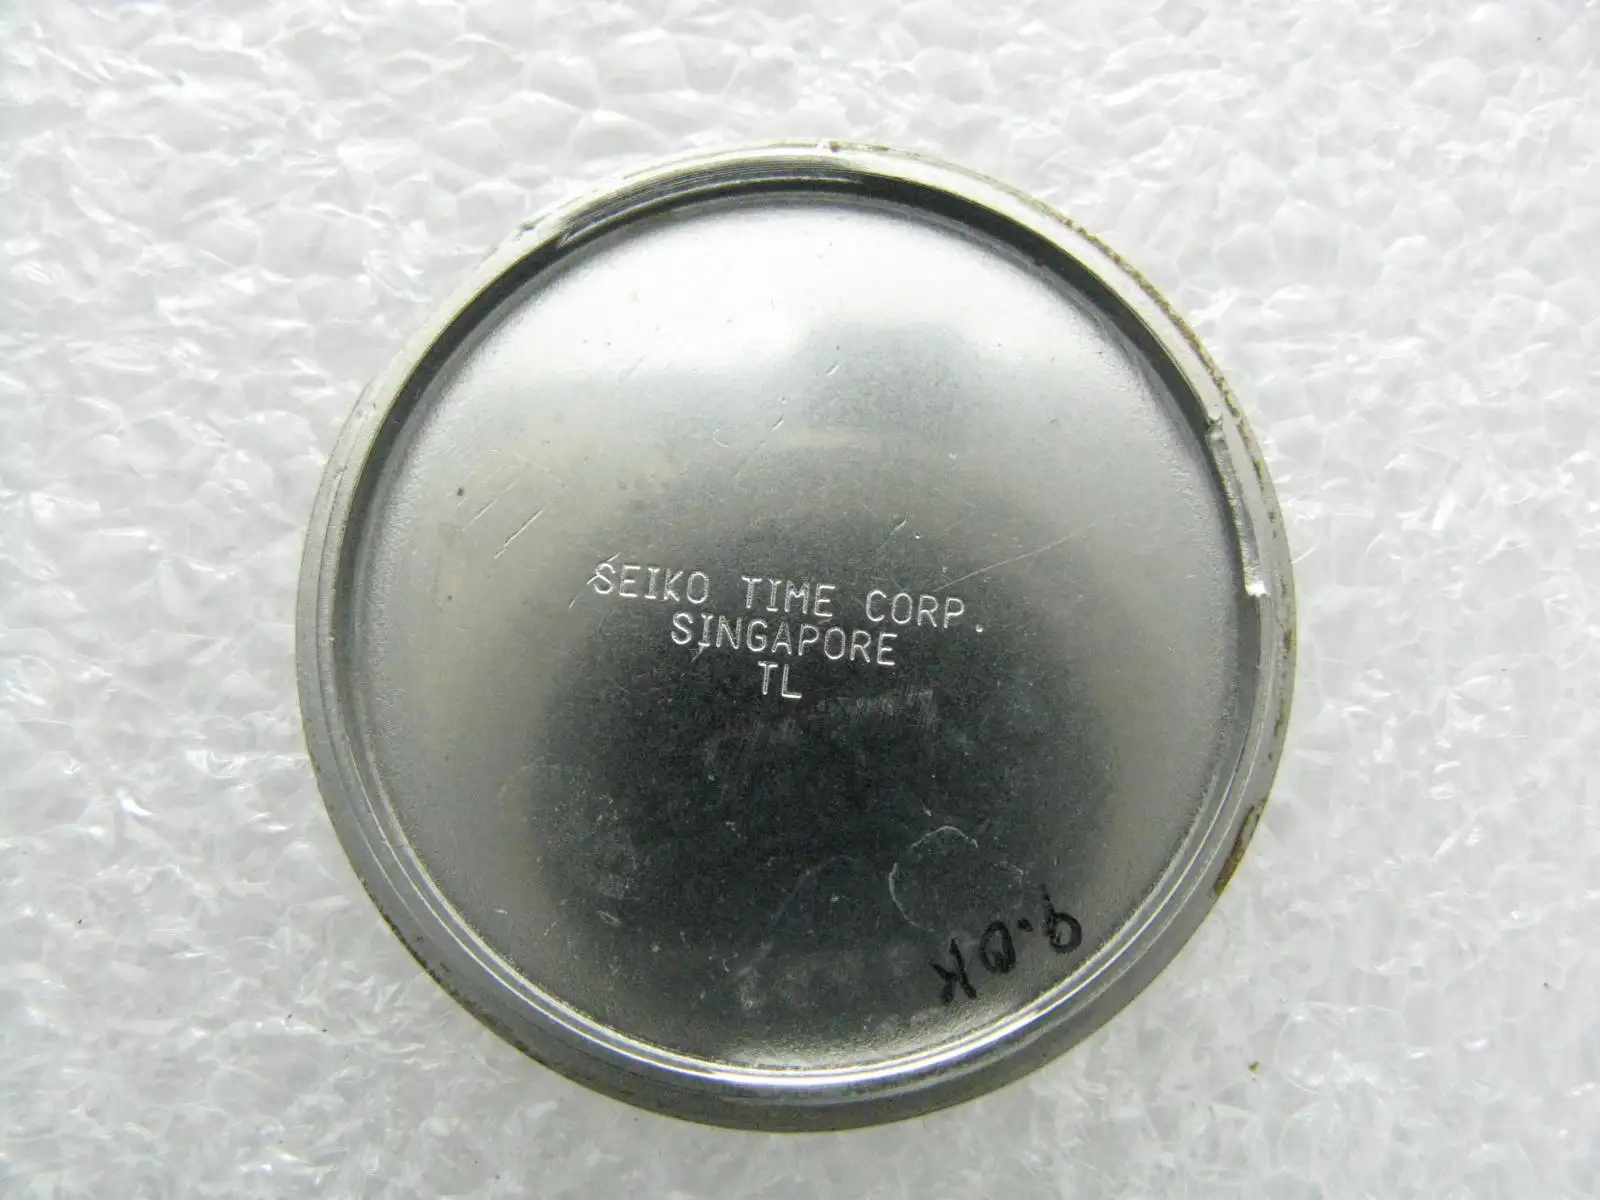 SEIKO TIME CORP.
SINGAPORE
TL